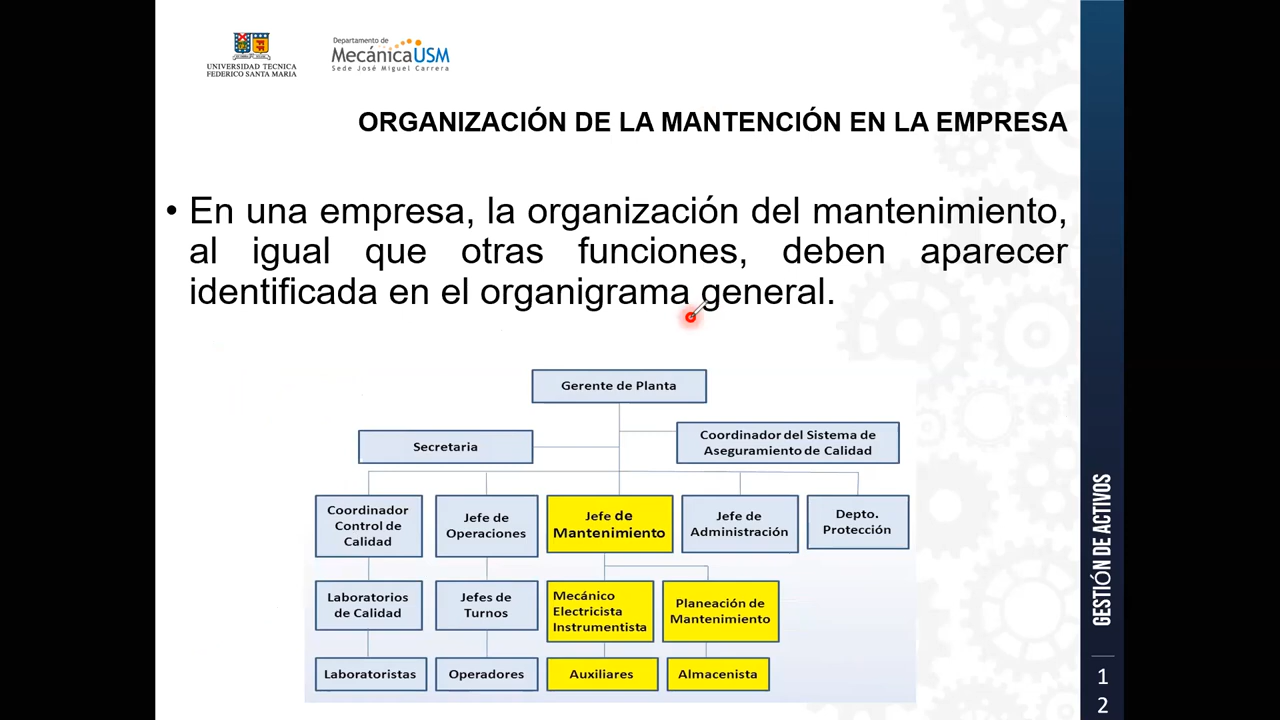 UNIVERSIDAD TECNICA
FEDERICO SANTA MARIA
Departamento de
MecánicaUSM
Sede José Miguel Carrera
ORGANIZACIÓN DE LA MANTENCIÓN EN LA EMPRESA
• En una empresa, la organización del mantenimiento,
al igual que otras funciones, deben aparecer
identificada en el organigrama general.
Gerente de Planta
Secretaria
Coordinador del Sistema de
Aseguramiento de Calidad
Coordinador
Control de
Calidad
Jefe de
Operaciones
Jefe de
Mantenimiento
Jefe de
Administración
Depto.
Protección
Laboratorios
de Calidad
Jefes de
Turnos
Mecánico
Electricista
Instrumentista
Planeación de
Mantenimiento
Laboratoristas
Operadores
Auxiliares
Almacenista
GESTIÓN DE ACTIVOS
1
2